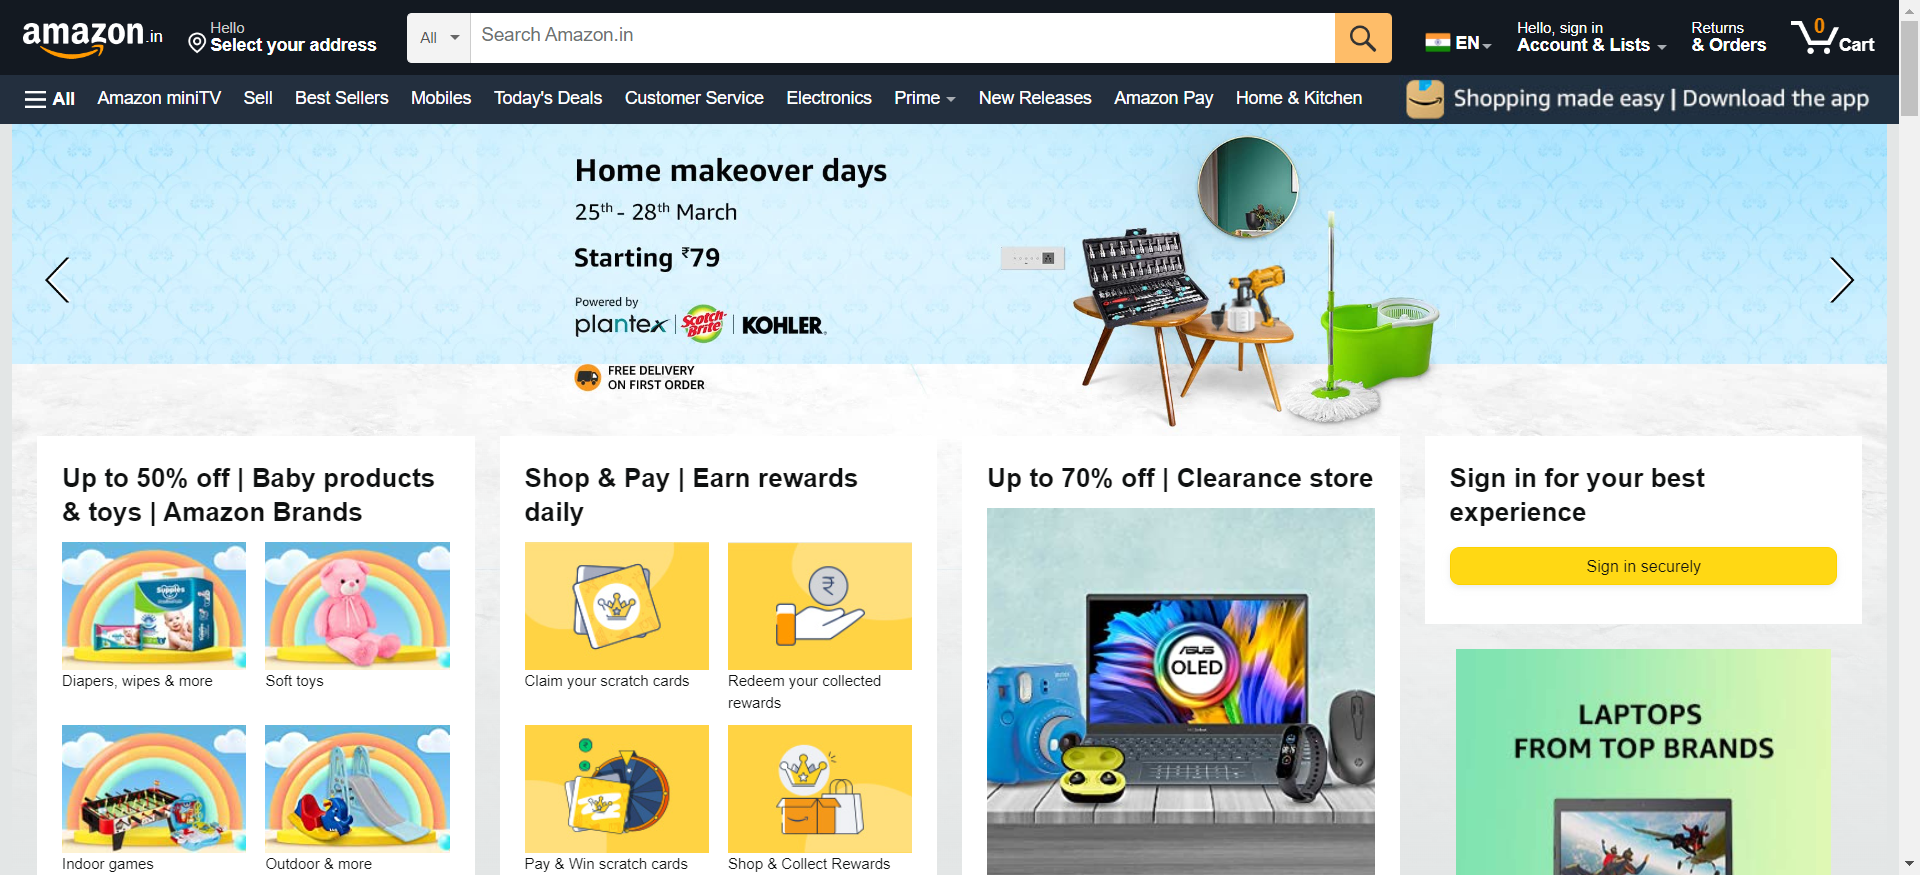 amazon.in
Hello
Select your address
All
Search Amazon.in
EN
Hello, sign in
Account & Lists
Returns
& Orders
0
Cart
All
Amazon miniTV
Sell
Best Sellers
Mobiles
Today's Deals
Customer Service
Electronics
Prime
New Releases
Amazon Pay
Home & Kitchen
Shopping made easy | Download the app
Home makeover days
25th - 28th March
Starting ₹79
Powered by
plantex | Scotch-Brite | KOHLER
FREE DELIVERY
ON FIRST ORDER
Up to 50% off | Baby products
& toys | Amazon Brands
Supples
Diapers, wipes & more
Soft toys
Indoor games
Outdoor & more
Shop & Pay | Earn rewards
daily
₹
Claim your scratch cards
Redeem your collected
rewards
Pay & Win scratch cards
Shop & Collect Rewards
Up to 70% off | Clearance store
ASUS
OLED
Sign in for your best
experience
Sign in securely
LAPTOPS
FROM TOP BRANDS